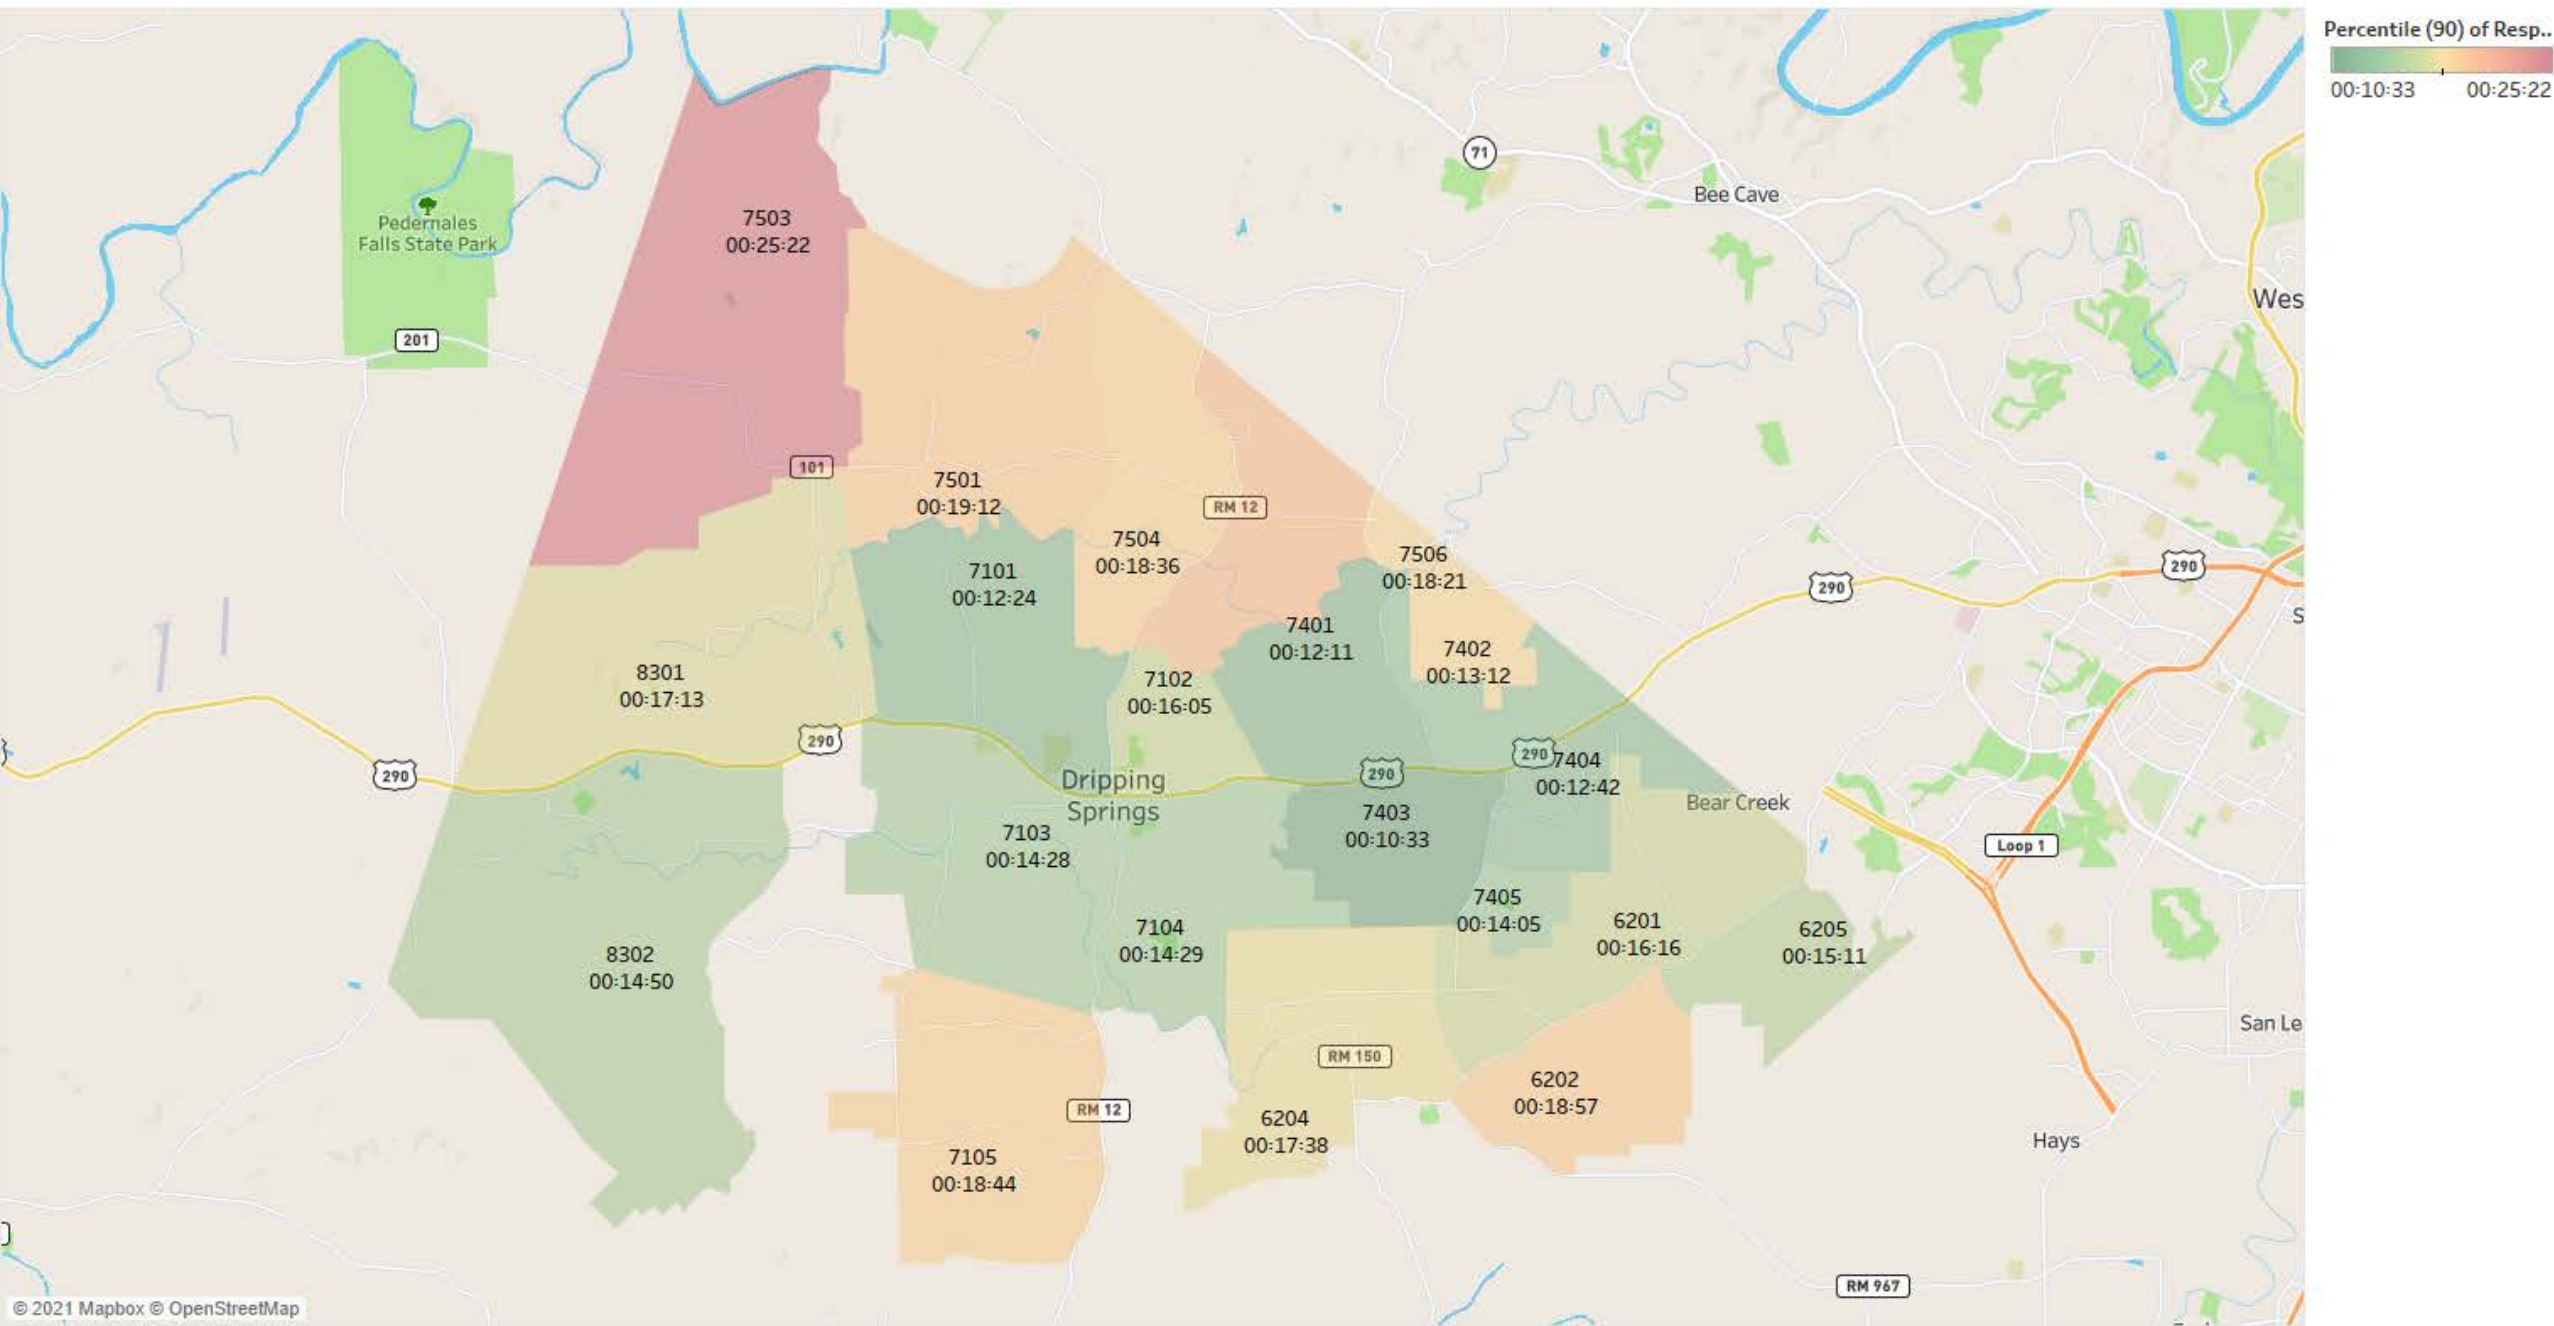 Percentile (90) of Resp..
00:10:33 00:25:22
71
Bee Cave
7503
00:25:22
Pedernales
Falls State Park
Wes
201
101
7501
00:19:12
RM 12
7504
00:18:36
7506
00:18:21
290
290
S
7101
00:12:24
7401
00:12:11
7402
00:13:12
8301
00:17:13
7102
00:16:05
290
290
290
290
7404
00:12:42
Dripping
Springs
Bear Creek
7403
00:10:33
7103
00:14:28
Loop 1
7405
00:14:05
6201
00:16:16
6205
00:15:11
7104
00:14:29
8302
00:14:50
San Le
RM 150
6202
00:18:57
RM 12
6204
00:17:38
Hays
7105
00:18:44
RM 967
© 2021 Mapbox © OpenStreetMap